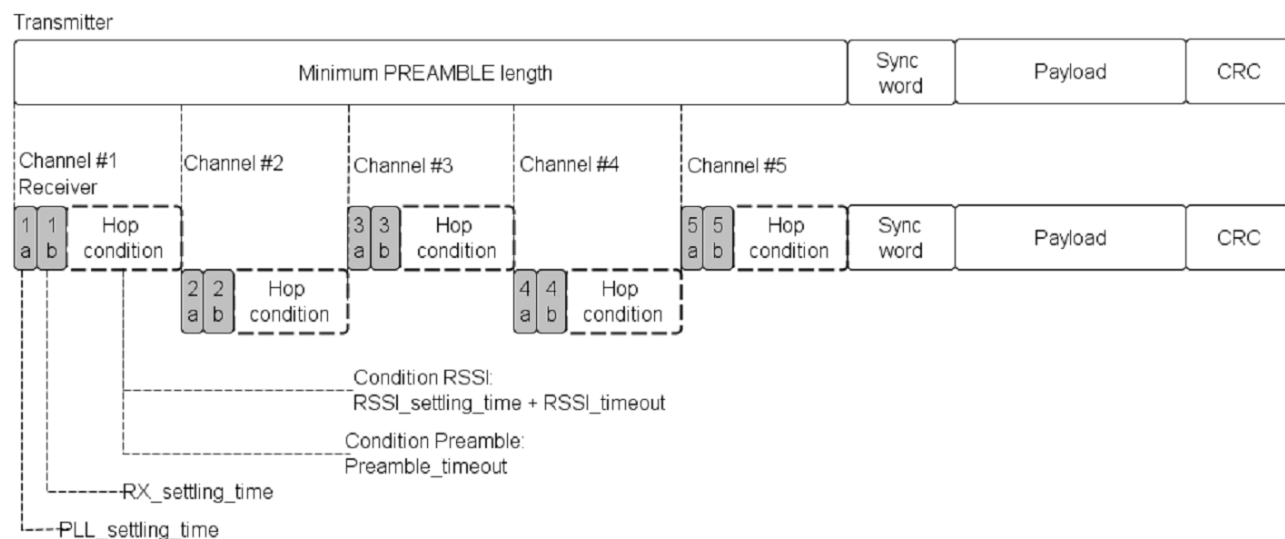 Transmitter
Minimum PREAMBLE length
Sync
word
Payload
CRC
Channel #1
Receiver
Channel #2
Channel #3
Channel #4
Channel #5
1
a
1
b
Hop
condition
3
a
3
b
Hop
condition
5
a
5
b
Hop
condition
Sync
word
Payload
CRC
2
a
2
b
Hop
condition
4
a
4
b
Hop
condition
Condition RSSI:
RSSI_settling_time + RSSI_timeout
Condition Preamble:
Preamble_timeout
RX_settling_time
PLL_settling_time